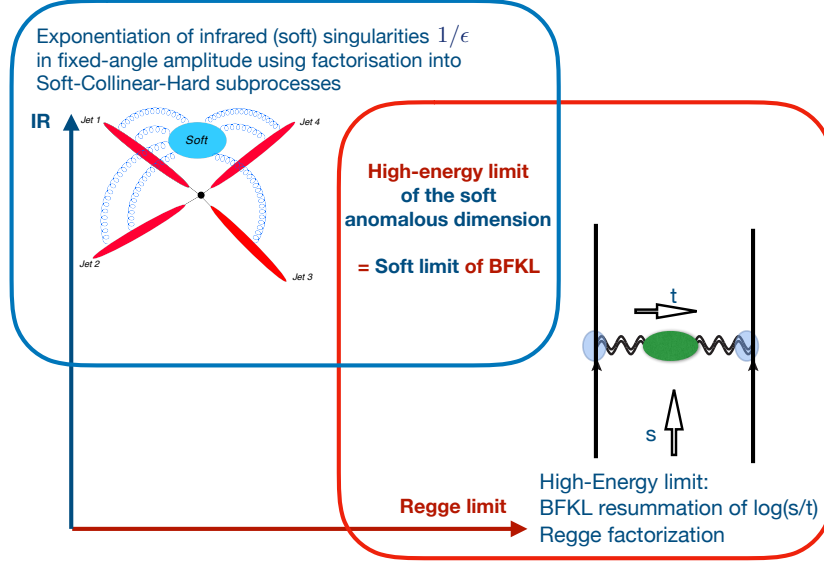 Exponentiation of infrared (soft) singularities 1/ϵ
in fixed-angle amplitude using factorisation into
Soft-Collinear-Hard subprocesses
IR
Jet 1
Jet 4
Soft
Jet 2
Jet 3
High-energy limit
of the soft
anomalous dimension
= Soft limit of BFKL
t
s
High-Energy limit:
BFKL resummation of log(s/t)
Regge factorization
Regge limit